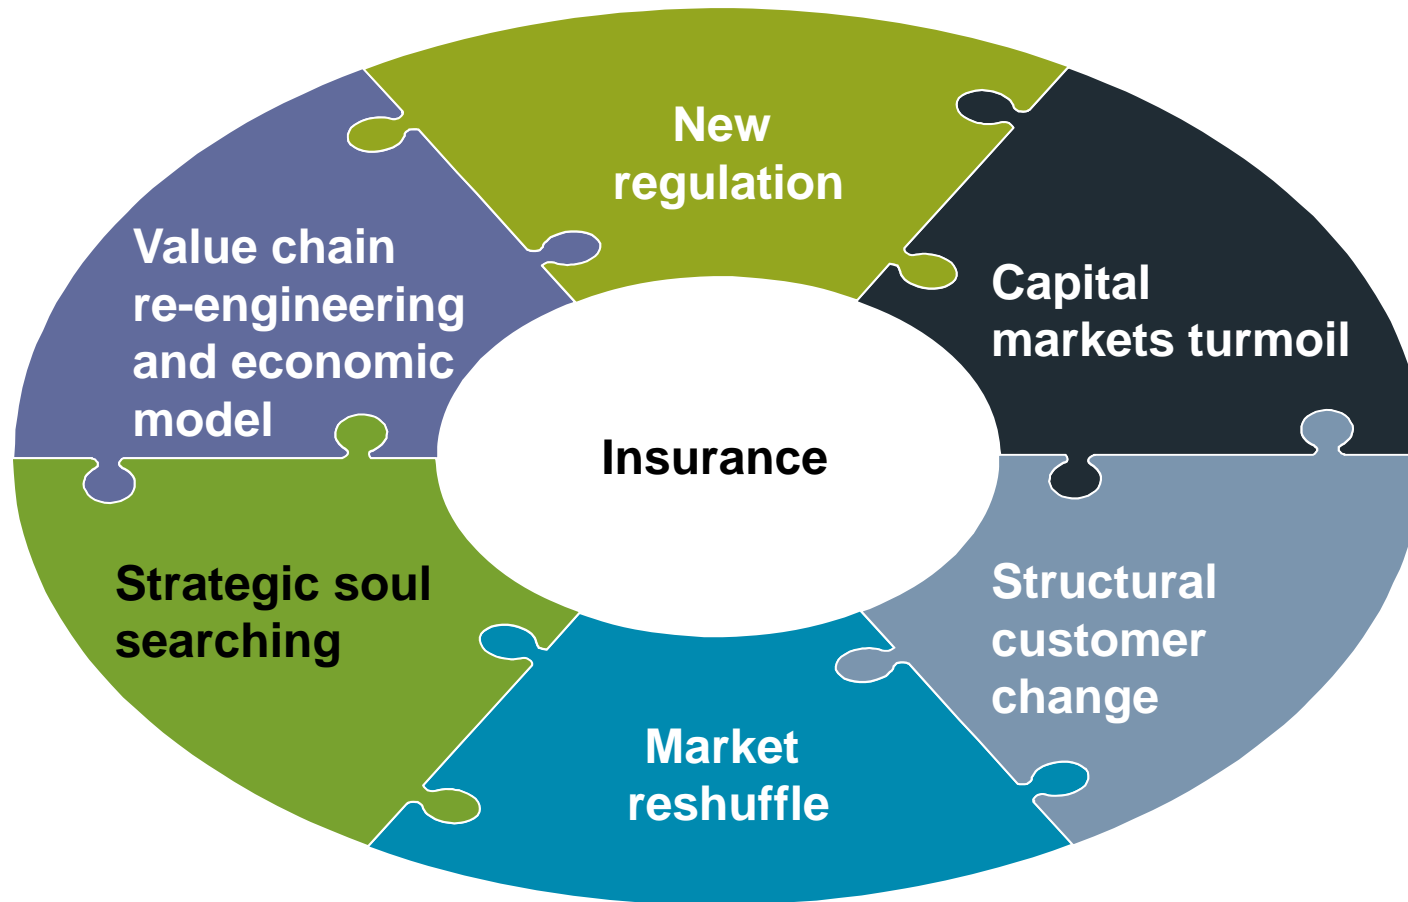 New
regulation
Capital
markets turmoil
Structural
customer
change
Market
reshuffle
Strategic soul
searching
Value chain
re-engineering
and economic
model
Insurance